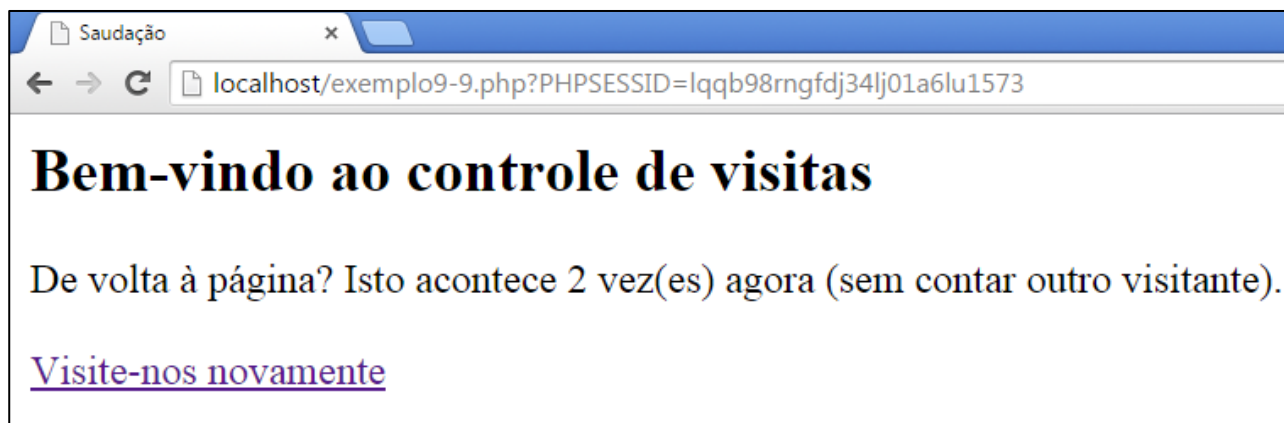 Saudação
localhost/exemplo9-9.php?PHPSESSID=lqqb98rngfdj34lj01a6lu1573
Bem-vindo ao controle de visitas
De volta à página? Isto acontece 2 vez(es) agora (sem contar outro visitante).
Visite-nos novamente